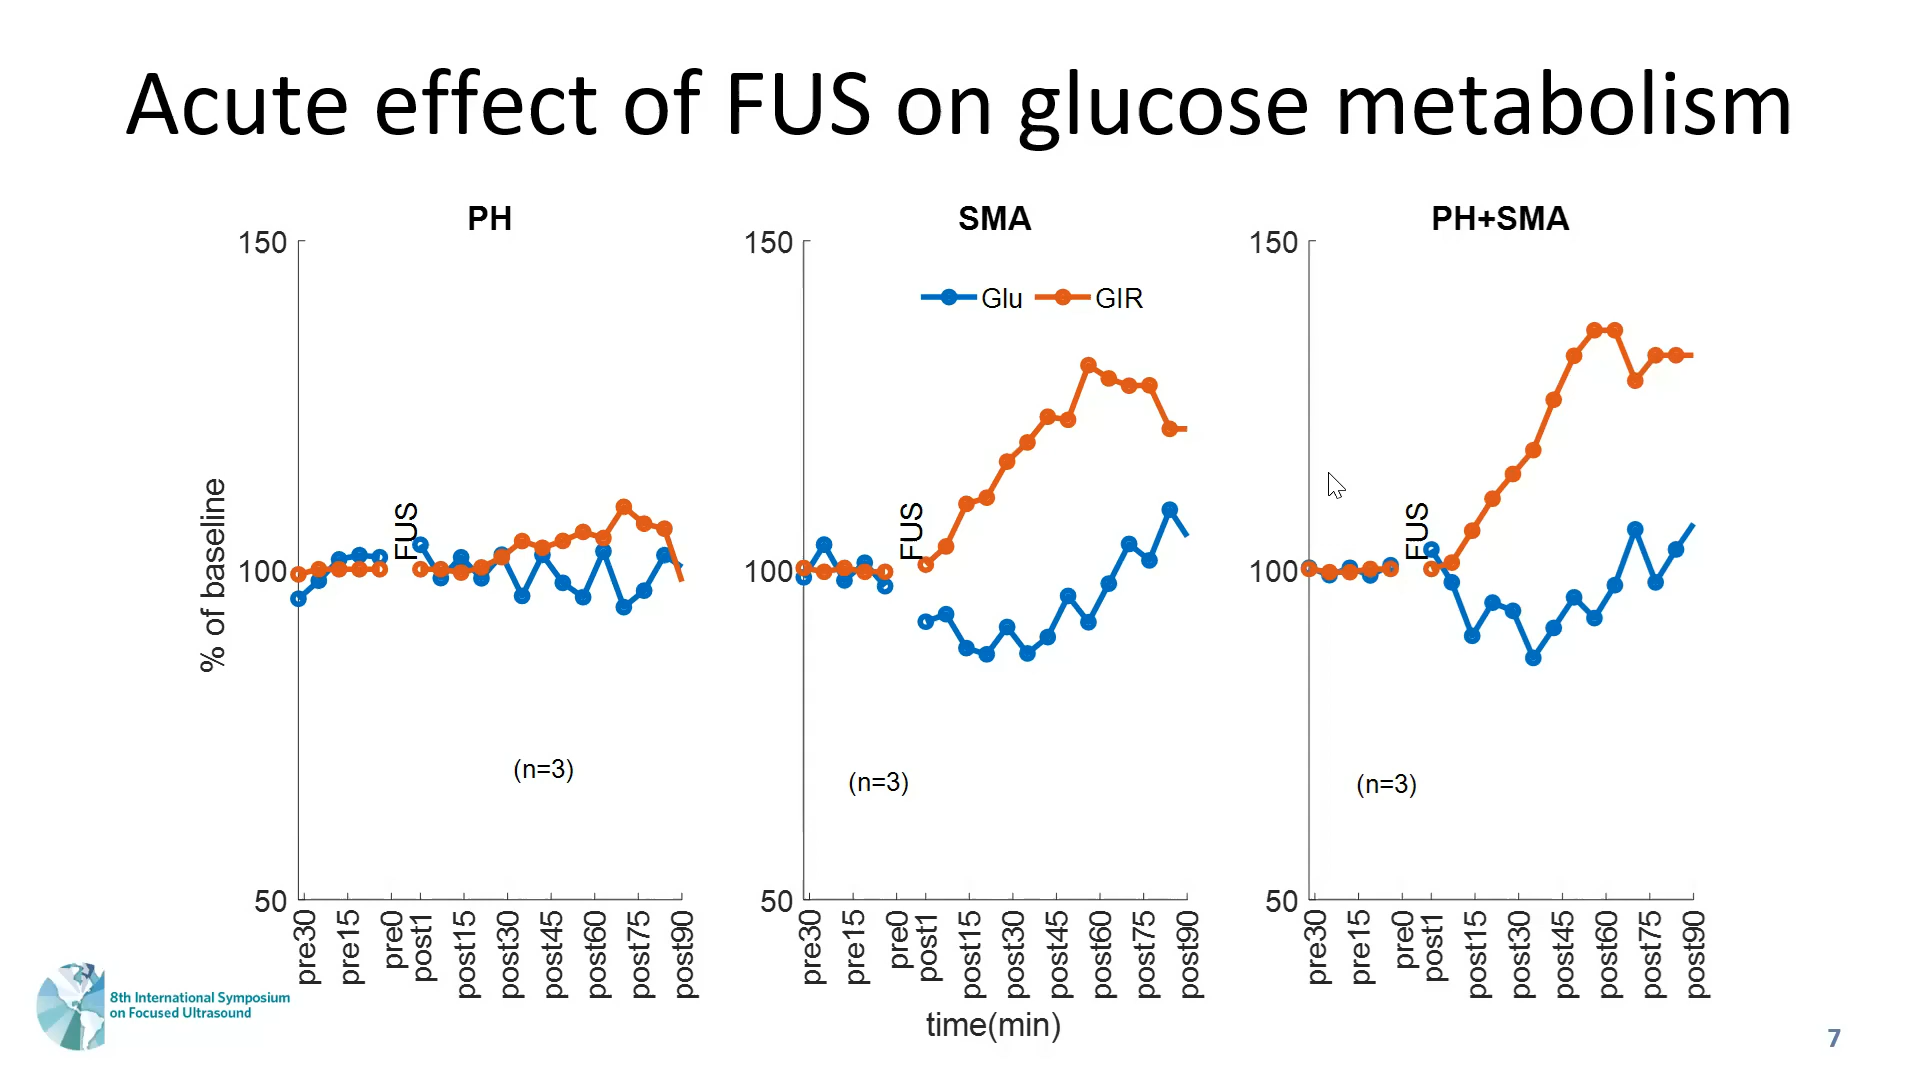 Acute effect of FUS on glucose metabolism
PH
SMA
PH+SMA
% of baseline
150
100
50
FUS
(n=3)
pre30
pre15
pre0
post1
post15
post30
post45
post60
post75
post90
150
100
50
Glu
GIR
FUS
(n=3)
pre30
pre15
pre0
post1
post15
post30
post45
post60
post75
post90
150
100
50
FUS
(n=3)
pre30
pre15
pre0
post1
post15
post30
post45
post60
post75
post90
time(min)
8th International Symposium
on Focused Ultrasound
7